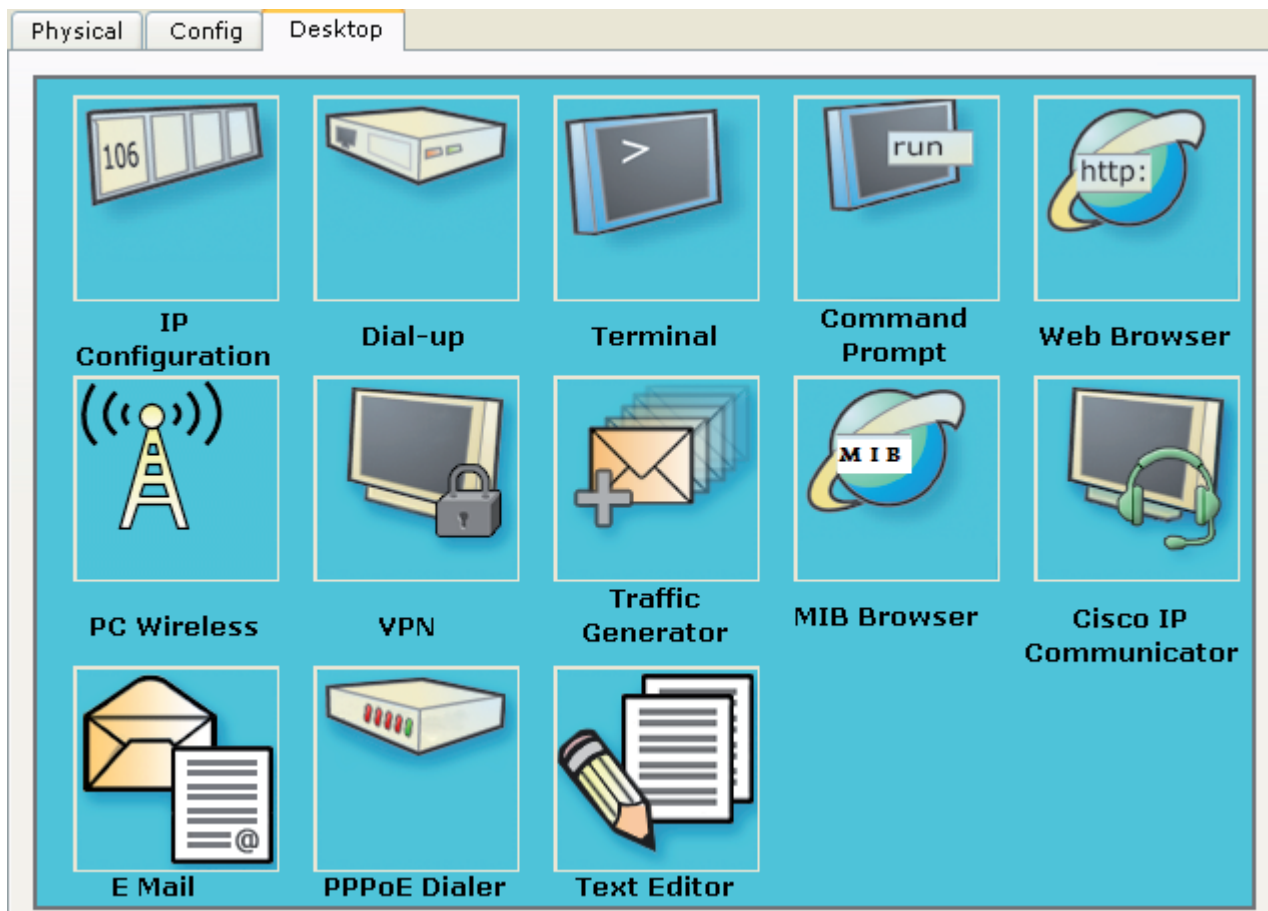 Physical Config Desktop
106
>
run
http:
IP
Configuration
Dial-up
Terminal
Command
Prompt
Web Browser
MIB
PC Wireless
VPN
Traffic
Generator
MIB Browser
Cisco IP
Communicator
@
E Mail
PPPoE Dialer
Text Editor